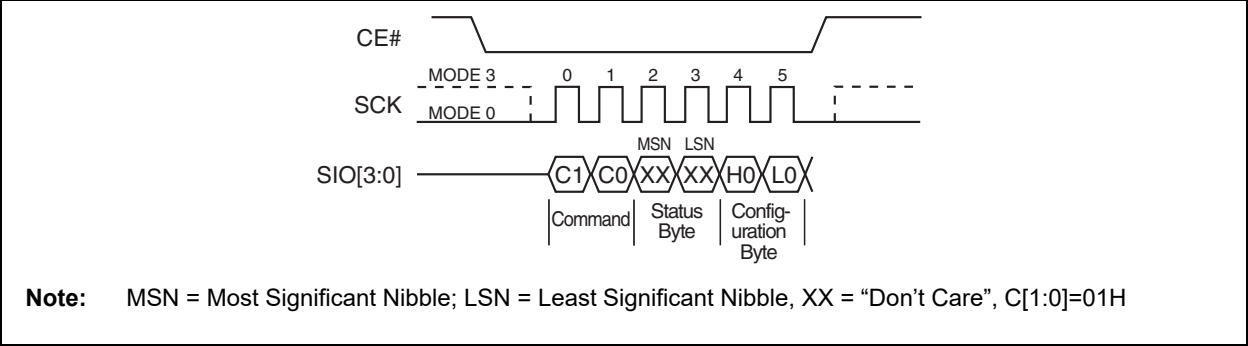 CE#
MODE 3
0 1 2 3 4 5
SCK
MODE 0
MSN LSN
SIO[3:0]
C1 C0 XX XX H0 L0
Command
Status
Byte
Config-
uration
Byte
Note: MSN = Most Significant Nibble; LSN = Least Significant Nibble, XX = “Don’t Care”, C[1:0]=01H